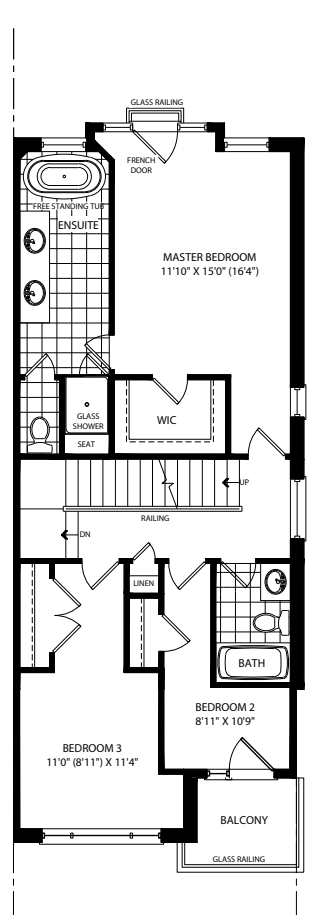 GLASS RAILING
FRENCH
DOOR
FREE STANDING TUB
ENSUITE
MASTER BEDROOM
11'10" X 15'0" (16'4")
GLASS
SHOWER
SEAT
WIC
UP
RAILING
DN
LINEN
BATH
BEDROOM 2
8'11" X 10'9"
BEDROOM 3
11'0" (8'11") X 11'4"
BALCONY
GLASS RAILING